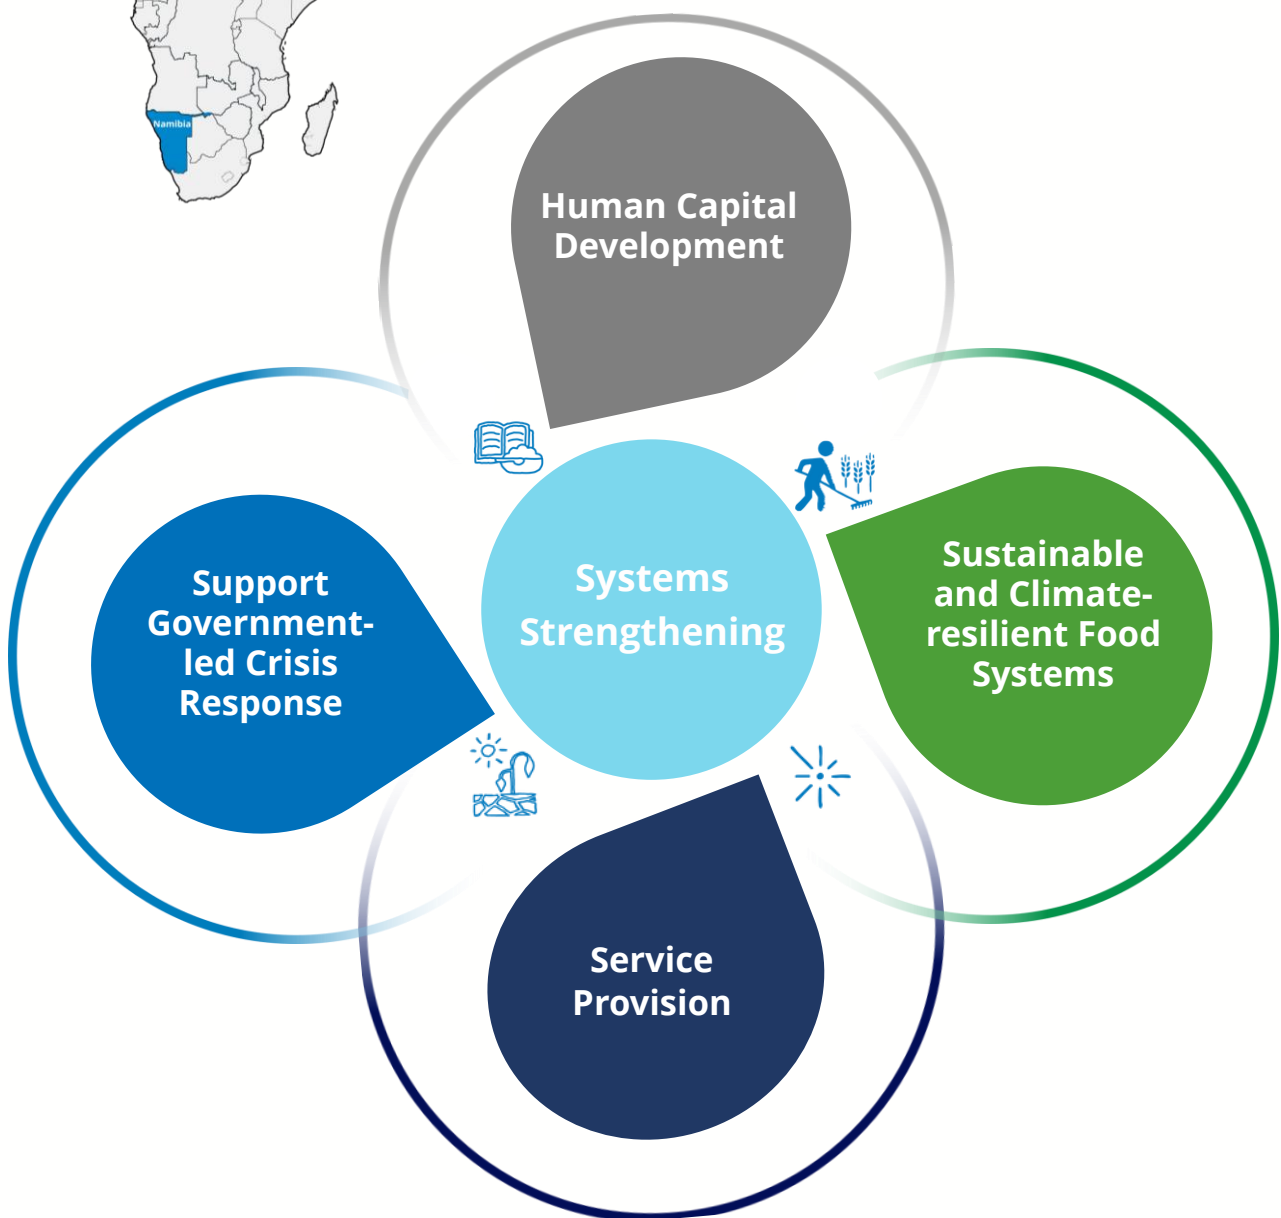 Namibia
Human Capital
Development
Support
Government-
led Crisis
Response
Systems
Strengthening
Sustainable
and Climate-
resilient Food
Systems
Service
Provision